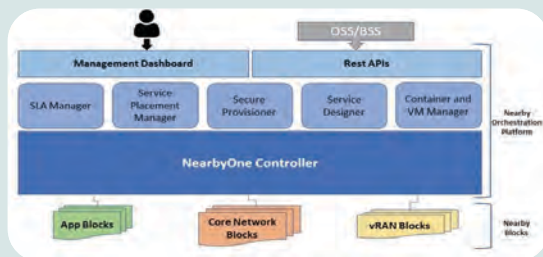 OSS/BSS
Management Dashboard
Rest APIs
SLA Manager
Service
Placement
Manager
Secure
Provisioner
Service
Designer
Container and
VM Manager
NearbyOne Controller
Nearby
Orchestration
Platform
App Blocks
Core Network
Blocks
vRAN Blocks
Nearby
Blocks